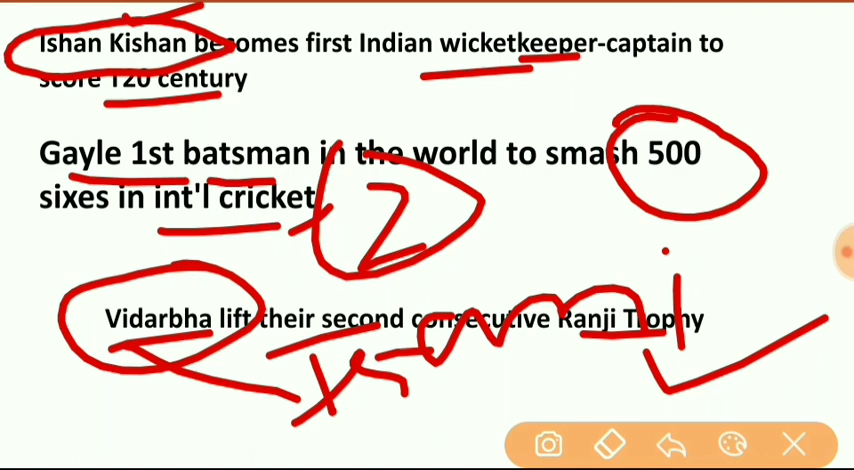 Ishan Kishan becomes first Indian wicketkeeper-captain to
score T20 century
Gayle 1st batsman in the world to smash 500
sixes in int'l cricket
2
Vidarbha lift their second consecutive Ranji Trophy